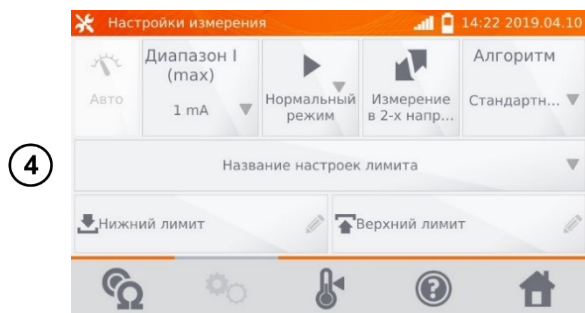 4
Настройки измерения 14:22 2019.04.10
Авто
Диапазон I
(max)
1 mA
Нормальный
режим
Измерение
в 2-х напр...
Алгоритм
Стандартн...
Название настроек лимита
Нижний лимит Верхний лимит
Ω ?